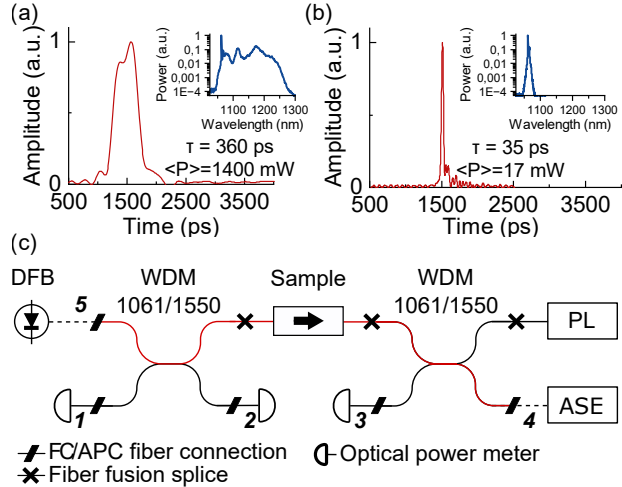 (a)
Amplitude (a.u.)
1
0
500
1500
2500
3500
Time (ps)
Power (a.u.)
1
0,1
0,01
0,001
1E-4
1100
1200
1300
Wavelength (nm)
τ = 360 ps
<P>=1400 mW
(b)
Amplitude (a.u.)
1
0
500
1500
2500
3500
Time (ps)
Power (a.u.)
1
0,1
0,01
0,001
1E-4
1100
1200
1300
Wavelength (nm)
τ = 35 ps
<P>=17 mW
(c)
DFB
5
WDM
1061/1550
Sample
WDM
1061/1550
PL
1
2
3
4
ASE
FC/APC fiber connection
Optical power meter
Fiber fusion splice